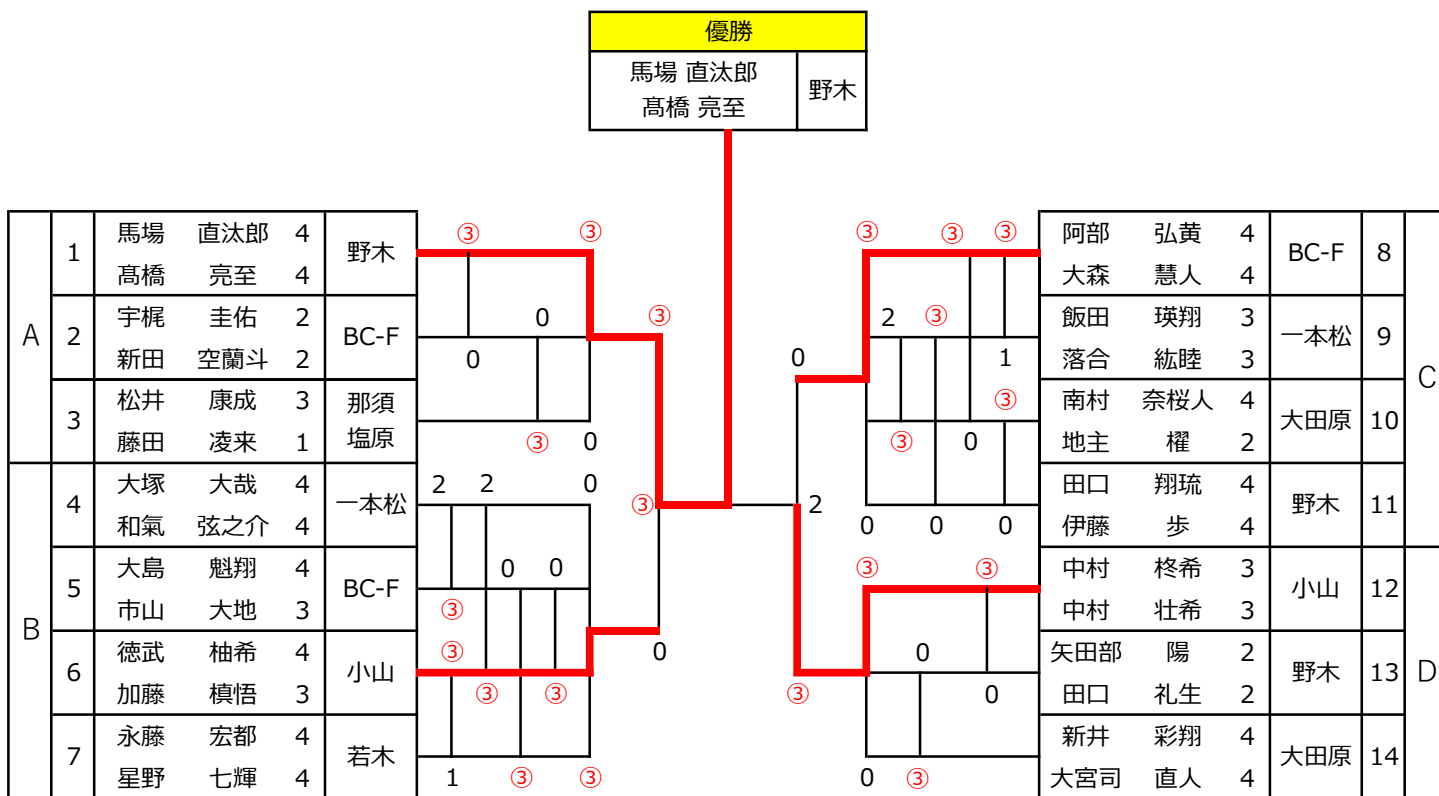 優勝
馬場 直汰郎
髙橋 亮至
野木
A
1
馬場 直汰郎 4
髙橋 亮至 4
野木
2
宇梶 圭佑 2
新田 空蘭斗 2
BC-F
3
松井 康成 3
藤田 凌来 1
那須
塩原
B
4
大塚 大哉 4
和氣 弦之介 4
一本松
5
大島 魁翔 4
市山 大地 3
BC-F
6
徳武 柚希 4
加藤 槙悟 3
小山
7
永藤 宏都 4
星野 七輝 4
若木
③ ③
0
0
③ 0
2 2 0
0 0
③
③
③ ③
1 ③ ③
③
③
0
0
2
③
③ ③ ③
2 ③
1
③
③ 0
0 0 0
③ ③
0
0
0 ③
阿部 弘黄 4
大森 慧人 4
BC-F
8
飯田 瑛翔 3
落合 紘睦 3
一本松
9
南村 奈桜人 4
地主 櫂 2
大田原
10
田口 翔琉 4
伊藤 歩 4
野木
11
C
中村 柊希 3
中村 壮希 3
小山
12
矢田部 陽 2
田口 礼生 2
野木
13
新井 彩翔 4
大宮司 直人 4
大田原
14
D